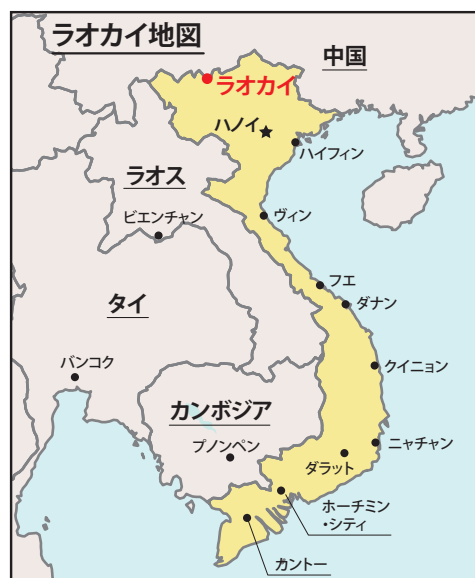 ラオカイ地図
中国
ラオカイ
ハノイ
ハイフィン
ラオス
ビエンチャン
ヴィン
フエ
ダナン
タイ
バンコク
クイニョン
カンボジア
プノンペン
ニャチャン
ダラット
ホーチミン
・シティ
カントー